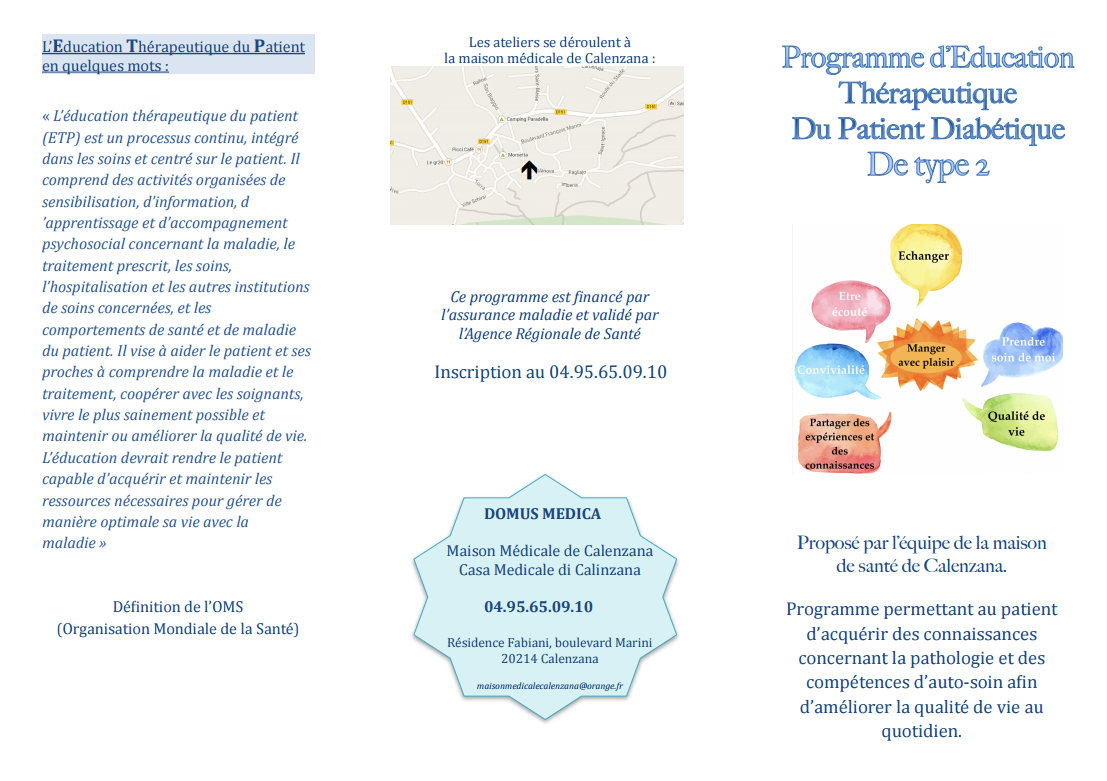 L'Education Thérapeutique du Patient
en quelques mots :
« L'éducation thérapeutique du patient
(ETP) est un processus continu, intégré
dans les soins et centré sur le patient. Il
comprend des activités organisées de
sensibilisation, d'information, d
'apprentissage et d'accompagnement
psychosocial concernant la maladie, le
traitement prescrit, les soins,
l'hospitalisation et les autres institutions
de soins concernées, et les
comportements de santé et de maladie
du patient. Il vise à aider le patient et ses
proches à comprendre la maladie et le
traitement, coopérer avec les soignants,
vivre le plus sainement possible et
maintenir ou améliorer la qualité de vie.
L'éducation devrait rendre le patient
capable d'acquérir et maintenir les
ressources nécessaires pour gérer de
manière optimale sa vie avec la
maladie »
Définition de l'OMS
(Organisation Mondiale de la Santé)
Les ateliers se déroulent à
la maison médicale de Calenzana :
D151
D151
D151
D151
Camping Paradella
Boulevard François Marini
Pagliari
Ce programme est financé par
l'assurance maladie et validé par
l'Agence Régionale de Santé
Inscription au 04.95.65.09.10
DOMUS MEDICA
Maison Médicale de Calenzana
Casa Medicale di Calinzana
04.95.65.09.10
Résidence Fabiani, boulevard Marini
20214 Calenzana
maisonmedicalecalenzana@orange.fr
Programme d'Education
Thérapeutique
Du Patient Diabétique
De type 2
Echanger
Etre
écouté
Manger
avec plaisir
Prendre
soin de moi
Convivialité
Qualité de
vie
Partager des
expériences et
des
connaissances
Proposé par l'équipe de la maison
de santé de Calenzana.
Programme permettant au patient
d'acquérir des connaissances
concernant la pathologie et des
compétences d'auto-soin afin
d'améliorer la qualité de vie au
quotidien.